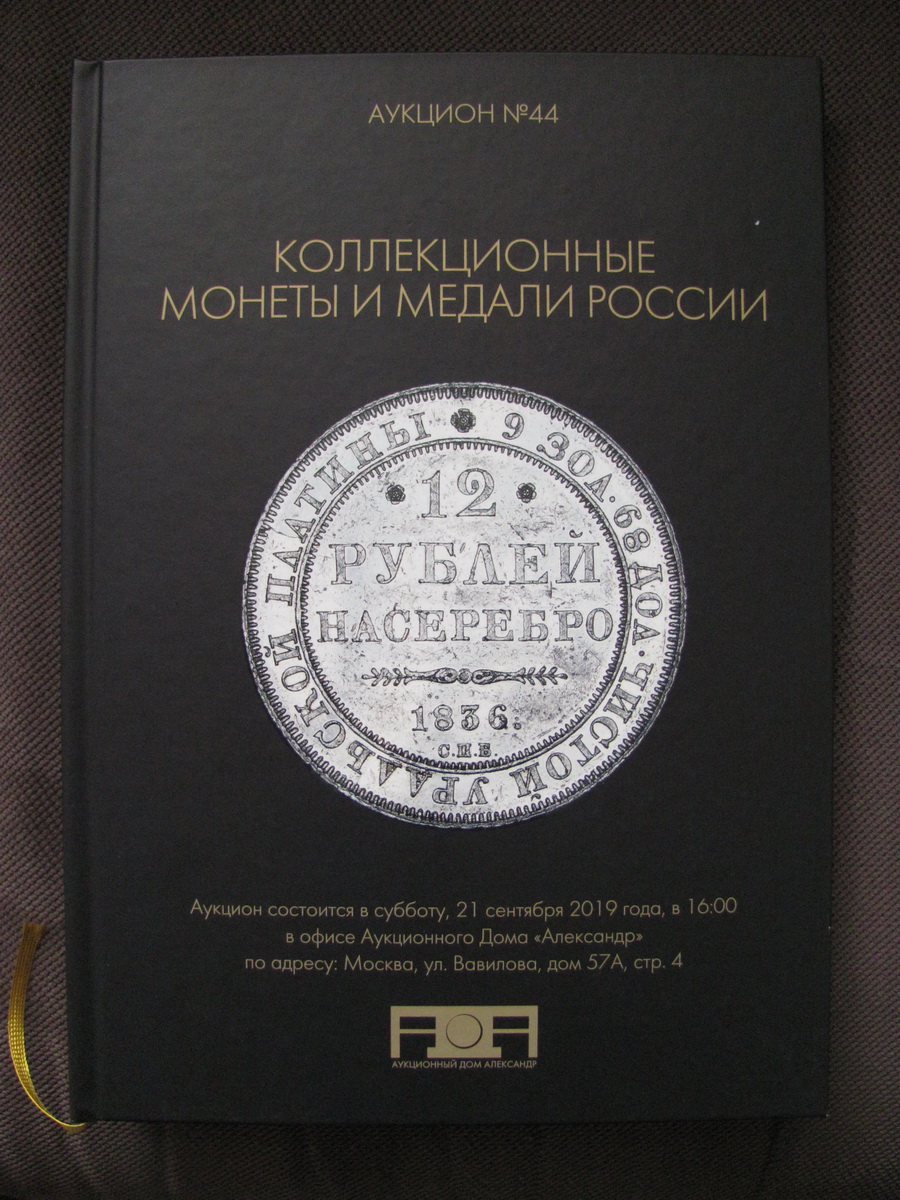 АУКЦИОН №44
КОЛЛЕКЦИОННЫЕ
МОНЕТЫ И МЕДАЛИ РОССИИ
9 ЗОЛ. 68 ДОЛ. ЧИСТОЙ УРАЛЬСКОЙ ПЛАТИНЫ
12
РУБЛЕЙ
НА СЕРЕБРО
1836.
С.П.Б.
Аукцион состоится в субботу, 21 сентября 2019 года, в 16:00
в офисе Аукционного Дома «Александр»
по адресу: Москва, ул. Вавилова, дом 57А, стр. 4
АУКЦИОННЫЙ ДОМ АЛЕКСАНДР